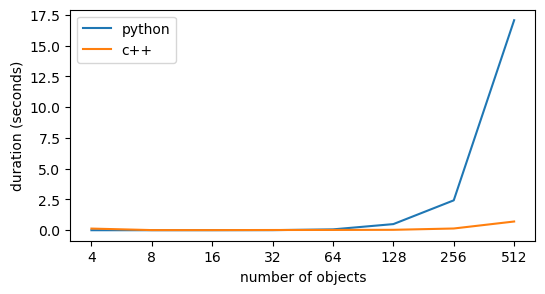 python
c++
17.5
15.0
12.5
10.0
7.5
5.0
2.5
0.0
duration (seconds)
4 8 16 32 64 128 256 512
number of objects